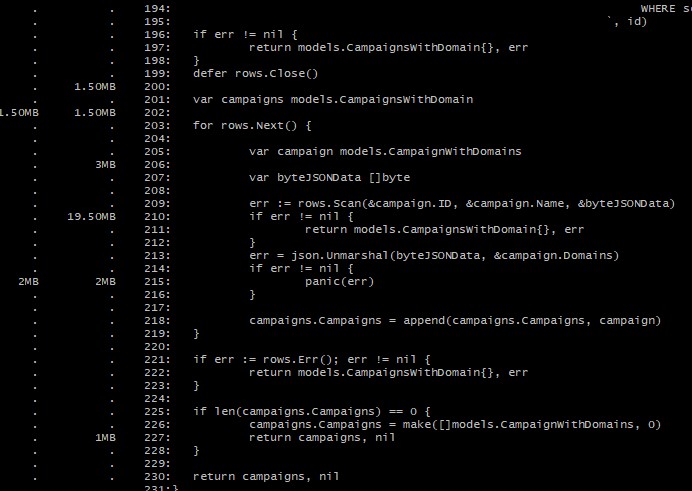 . . 194: WHERE s
. . 195: `, id)
. . 196: if err != nil {
. . 197: return models.CampaignsWithDomain{}, err
. . 198: }
. . 199: defer rows.Close()
. 1.50MB 200:
. . 201: var campaigns models.CampaignsWithDomain
1.50MB 1.50MB 202:
. . 203: for rows.Next() {
. . 204:
. . 205: var campaign models.CampaignWithDomains
. 3MB 206:
. . 207: var byteJSONData []byte
. . 208:
. . 209: err := rows.Scan(&campaign.ID, &campaign.Name, &byteJSONData)
. 19.50MB 210: if err != nil {
. . 211: return models.CampaignsWithDomain{}, err
. . 212: }
. . 213: err = json.Unmarshal(byteJSONData, &campaign.Domains)
. . 214: if err != nil {
2MB 2MB 215: panic(err)
. . 216: }
. . 217:
. . 218: campaigns.Campaigns = append(campaigns.Campaigns, campaign)
. . 219: }
. . 220:
. . 221: if err := rows.Err(); err != nil {
. . 222: return models.CampaignsWithDomain{}, err
. . 223: }
. . 224:
. . 225: if len(campaigns.Campaigns) == 0 {
. . 226: campaigns.Campaigns = make([]models.CampaignWithDomains, 0)
. 1MB 227: return campaigns, nil
. . 228: }
. . 229:
. . 230: return campaigns, nil
. . 231:}